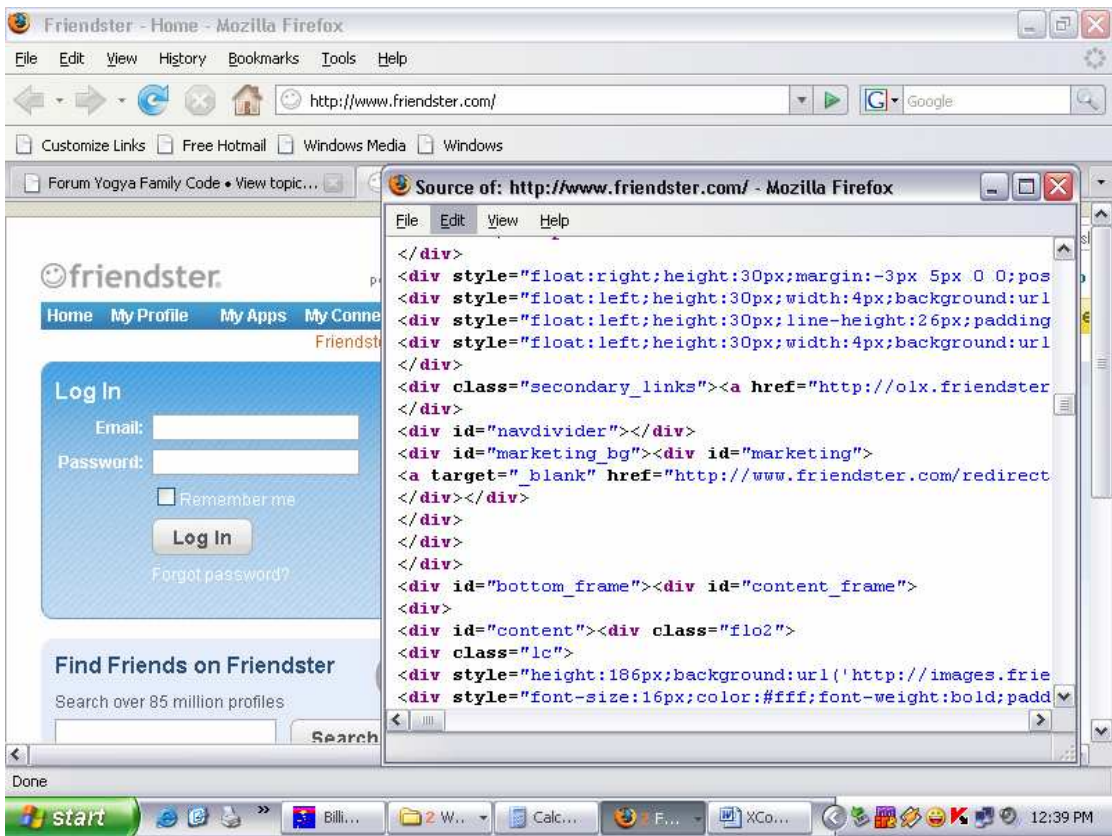 Friendster - Home - Mozilla Firefox
File Edit View History Bookmarks Tools Help
http://www.friendster.com/
G Google
Customize Links Free Hotmail Windows Media Windows
Forum Yogya Family Code • View topic...
friendster
Home My Profile My Apps My Conne
Friendst
Log In
Email:
Password:
Remember me
Log In
Forgot password?
Find Friends on Friendster
Search over 85 million profiles
Search
Source of: http://www.friendster.com/ - Mozilla Firefox
File Edit View Help
</div>
<div style="float:right;height:30px;margin:-3px 5px 0 0;pos
<div style="float:left;height:30px;width:4px;background:url
<div style="float:left;height:30px;line-height:26px;padding
<div style="float:left;height:30px;width:4px;background:url
</div>
<div class="secondary_links"><a href="http://olx.friendster
</div>
<div id="navdivider"></div>
<div id="marketing_bg"><div id="marketing">
<a target="_blank" href="http://www.friendster.com/redirect
</div></div>
</div>
</div>
</div>
<div id="bottom_frame"><div id="content_frame">
<div>
<div id="content"><div class="flo2">
<div class="lc">
<div style="height:186px;background:url('http://images.frie
<div style="font-size:16px;color:#fff;font-weight:bold;padd
Done
start » Billi... 2 W... Calc... 2 F... XCo... 12:39 PM